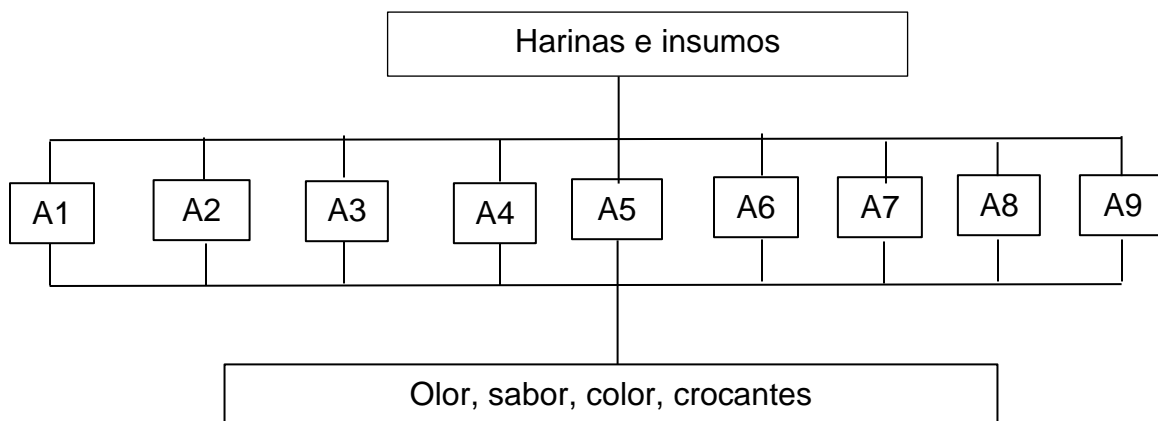 Harinas e insumos
A1 A2 A3 A4 A5 A6 A7 A8 A9
Olor, sabor, color, crocantes